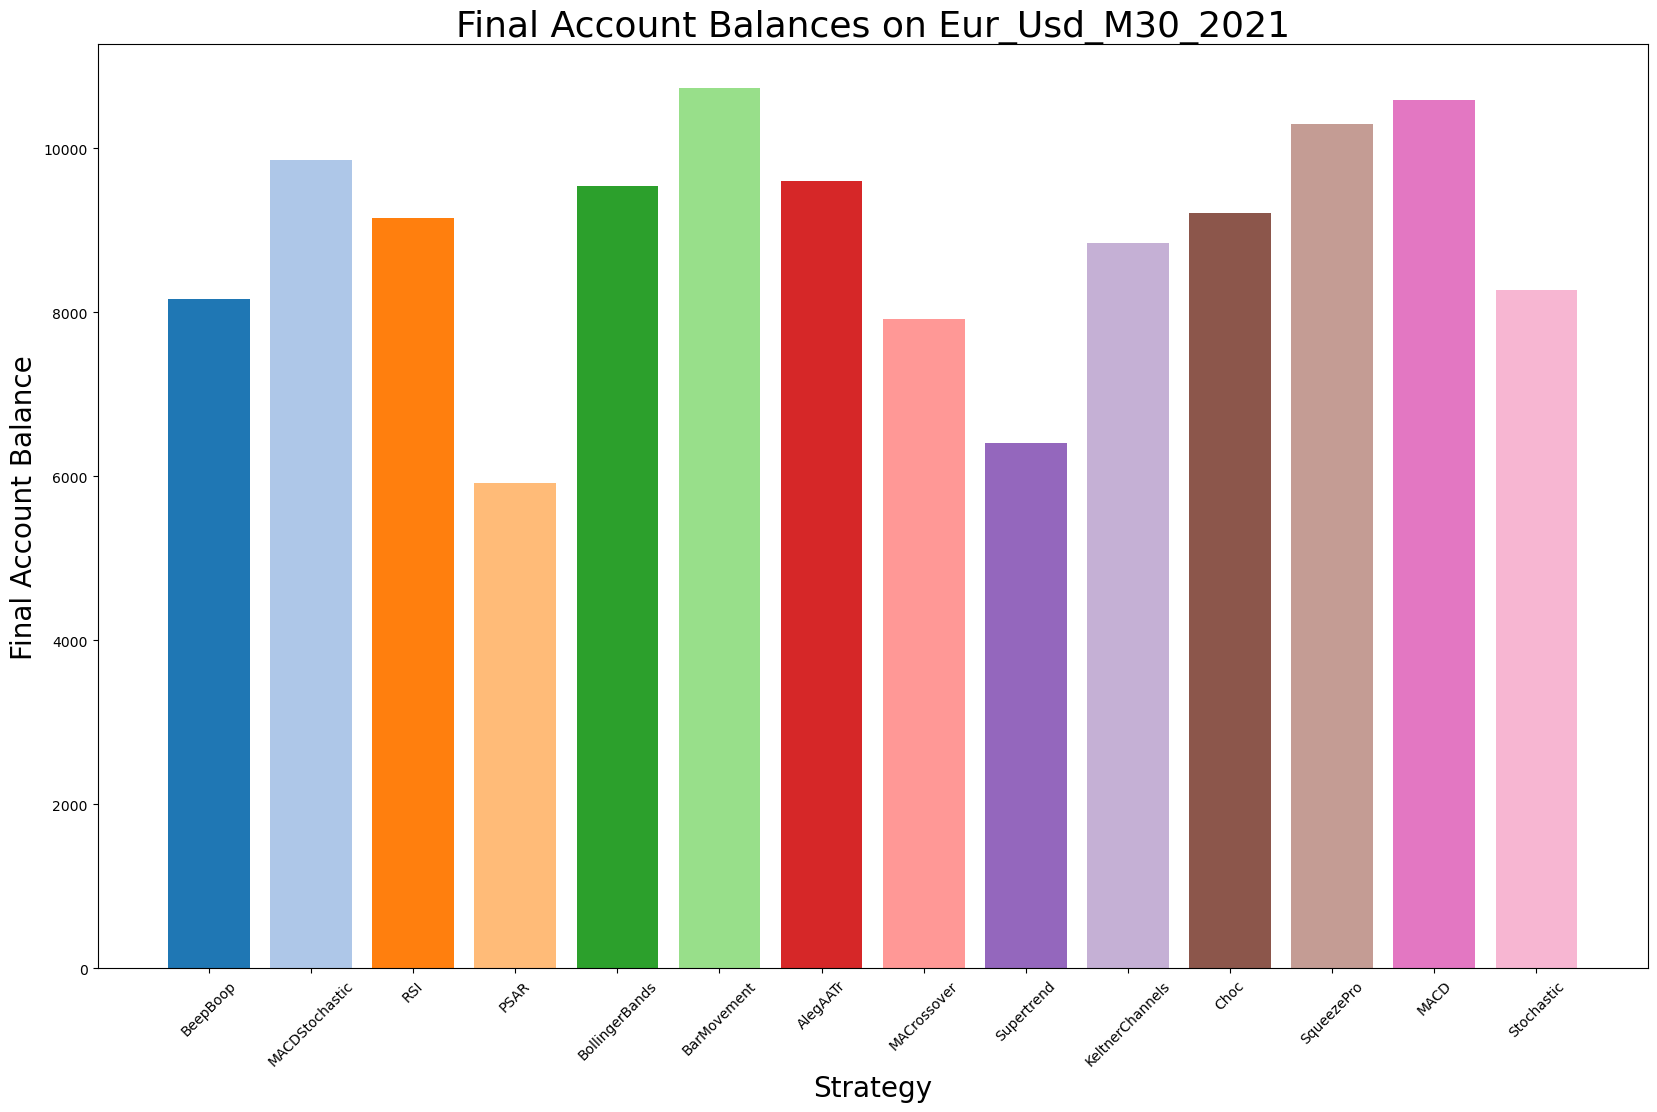 Final Account Balances on Eur_Usd_M30_2021
Final Account Balance
10000
8000
6000
4000
2000
0
BeepBoop
MACDStochastic
RSI
PSAR
BollingerBands
BarMovement
AlegAATr
MACrossover
Supertrend
KeltnerChannels
Choc
SqueezePro
MACD
Stochastic
Strategy